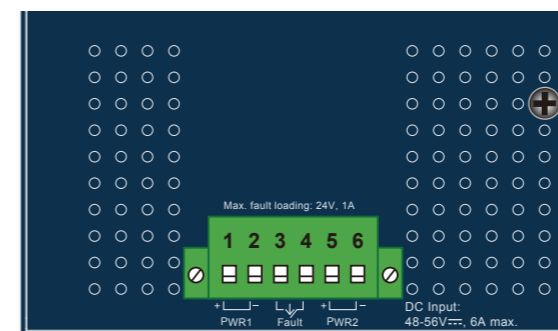 Max. fault loading: 24V, 1A
1 2 3 4 5 6
+ − + −
PWR1 Fault PWR2
DC Input:
48-56V⎓, 6A max.